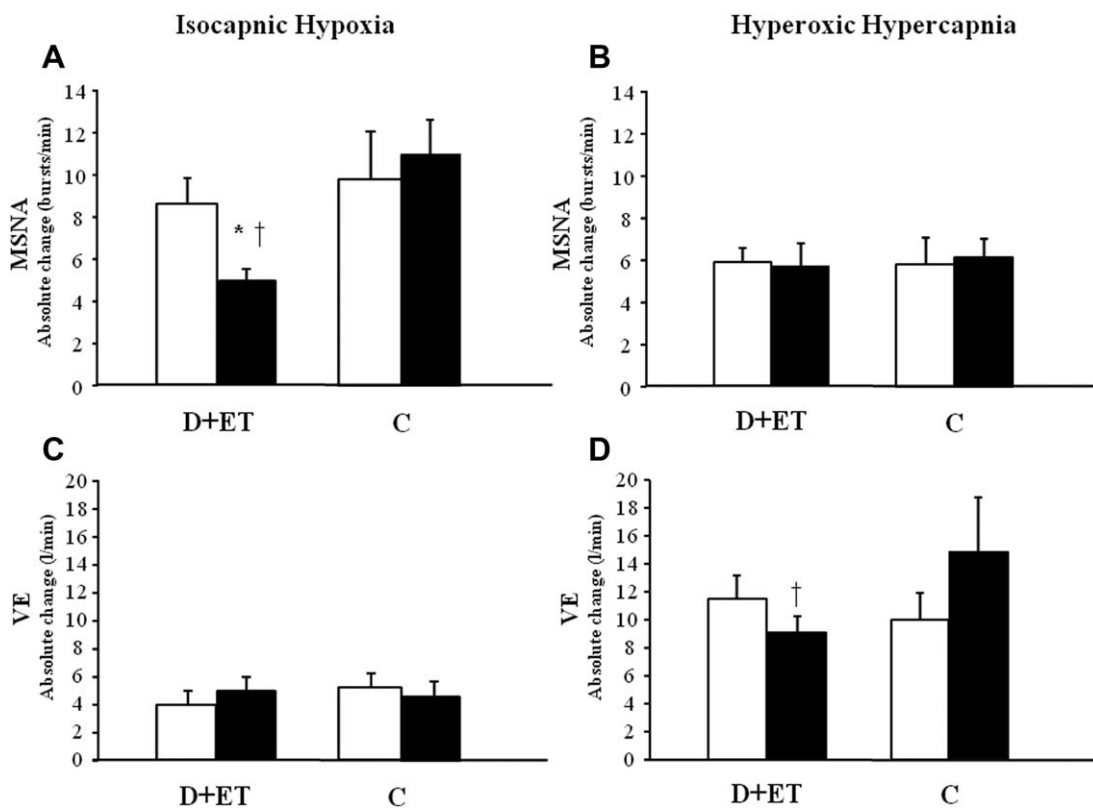 Isocapnic Hypoxia
Hyperoxic Hypercapnia
A
MSNA
Absolute change (bursts/min)
14
12
10
8
6
4
2
0
* †
D+ET
C
B
MSNA
Absolute change (bursts/min)
14
12
10
8
6
4
2
0
D+ET
C
C
VE
Absolute change (l/min)
20
18
16
14
12
10
8
6
4
2
0
D+ET
C
D
VE
Absolute change (l/min)
20
18
16
14
12
10
8
6
4
2
0
†
D+ET
C